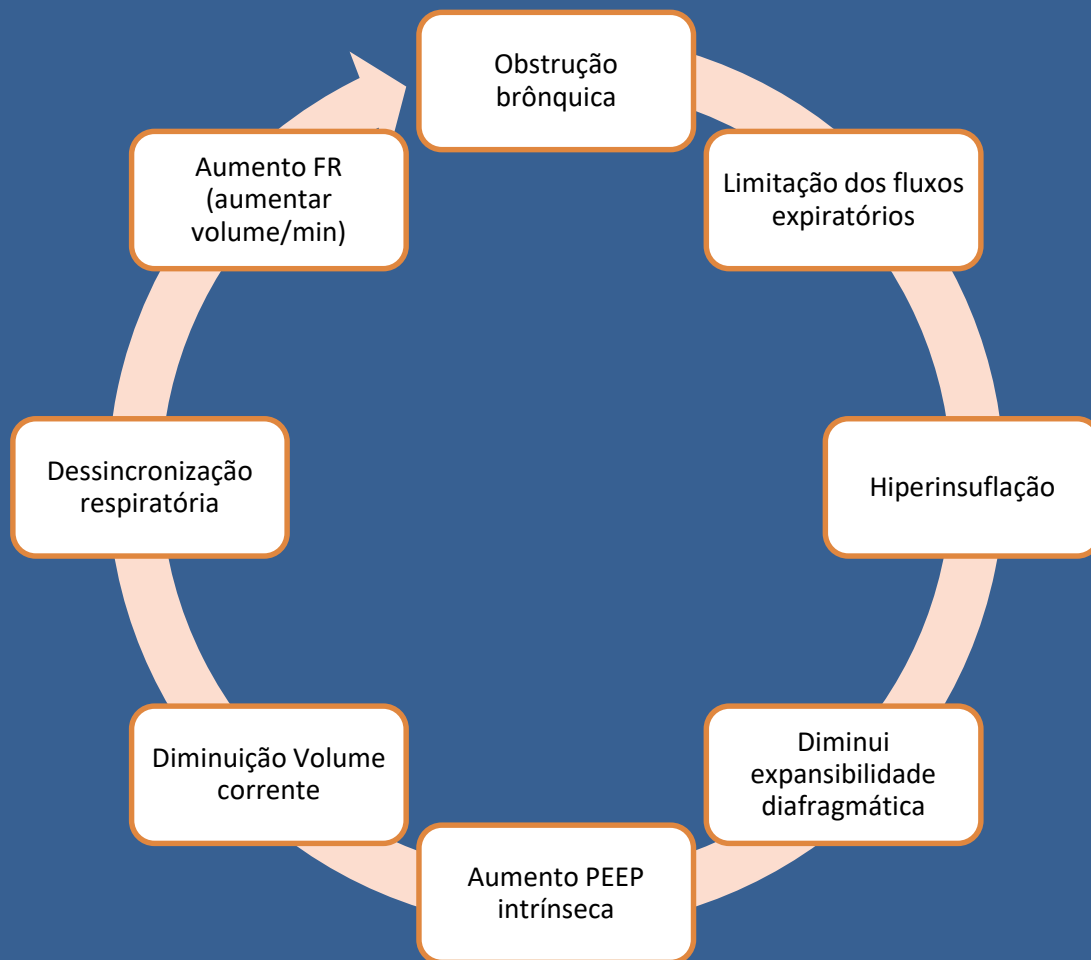 Obstrução
brônquica
Limitação dos fluxos
expiratórios
Hiperinsuflação
Diminui
expansibilidade
diafragmática
Aumento PEEP
intrínseca
Diminuição Volume
corrente
Dessincronização
respiratória
Aumento FR
(aumentar
volume/min)